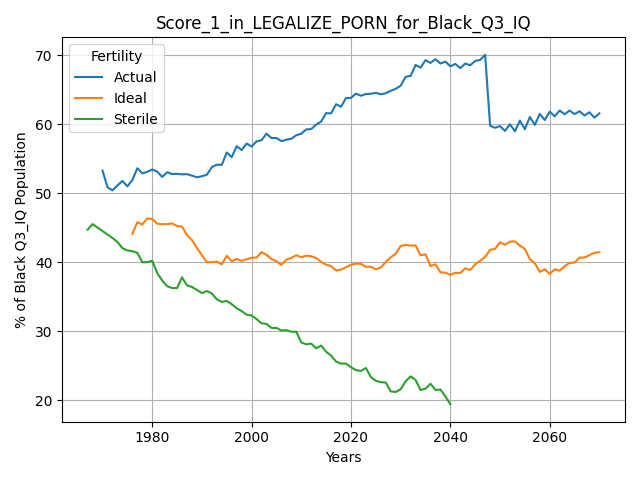 Score_1_in_LEGALIZE_PORN_for_Black_Q3_IQ
Fertility
Actual
Ideal
Sterile
% of Black Q3_IQ Population
70
60
50
40
30
20
1980
2000
2020
2040
2060
Years